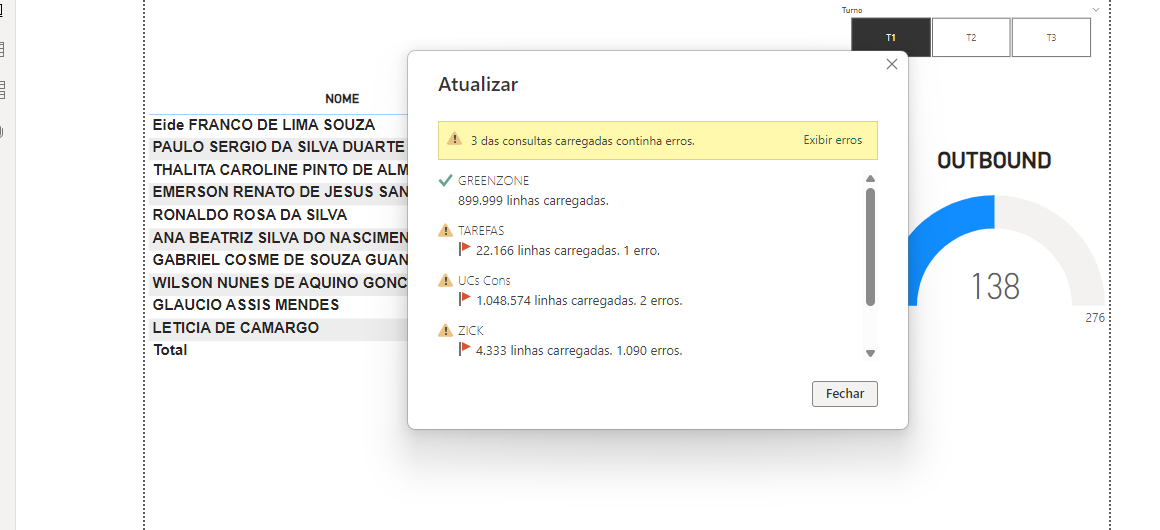 Turno
T1
T2
T3
NOME
Eide FRANCO DE LIMA SOUZA
PAULO SERGIO DA SILVA DUARTE
THALITA CAROLINE PINTO DE ALM
EMERSON RENATO DE JESUS SAN
RONALDO ROSA DA SILVA
ANA BEATRIZ SILVA DO NASCIMEN
GABRIEL COSME DE SOUZA GUAN
WILSON NUNES DE AQUINO GONC
GLAUCIO ASSIS MENDES
LETICIA DE CAMARGO
Total
Atualizar
3 das consultas carregadas continha erros.
Exibir erros
GREENZONE
899.999 linhas carregadas.
TAREFAS
22.166 linhas carregadas. 1 erro.
UCs Cons
1.048.574 linhas carregadas. 2 erros.
ZICK
4.333 linhas carregadas. 1.090 erros.
Fechar
OUTBOUND
138
276